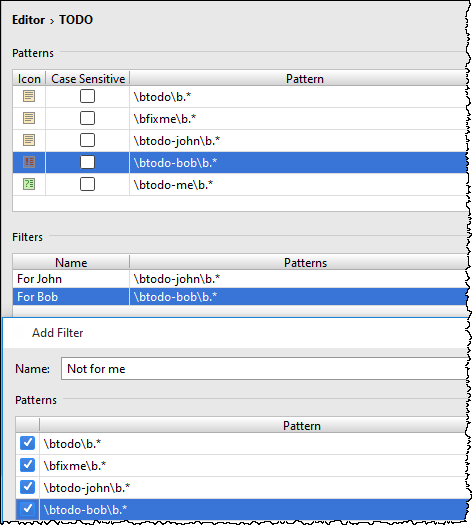 Editor › TODO
Patterns
Icon Case Sensitive Pattern
\btodo\b.*
\bfixme\b.*
\btodo-john\b.*
\btodo-bob\b.*
\btodo-me\b.*
Filters
Name Patterns
For John \btodo-john\b.*
For Bob \btodo-bob\b.*
Add Filter
Name: Not for me
Patterns
Pattern
\btodo\b.*
\bfixme\b.*
\btodo-john\b.*
\btodo-bob\b.*